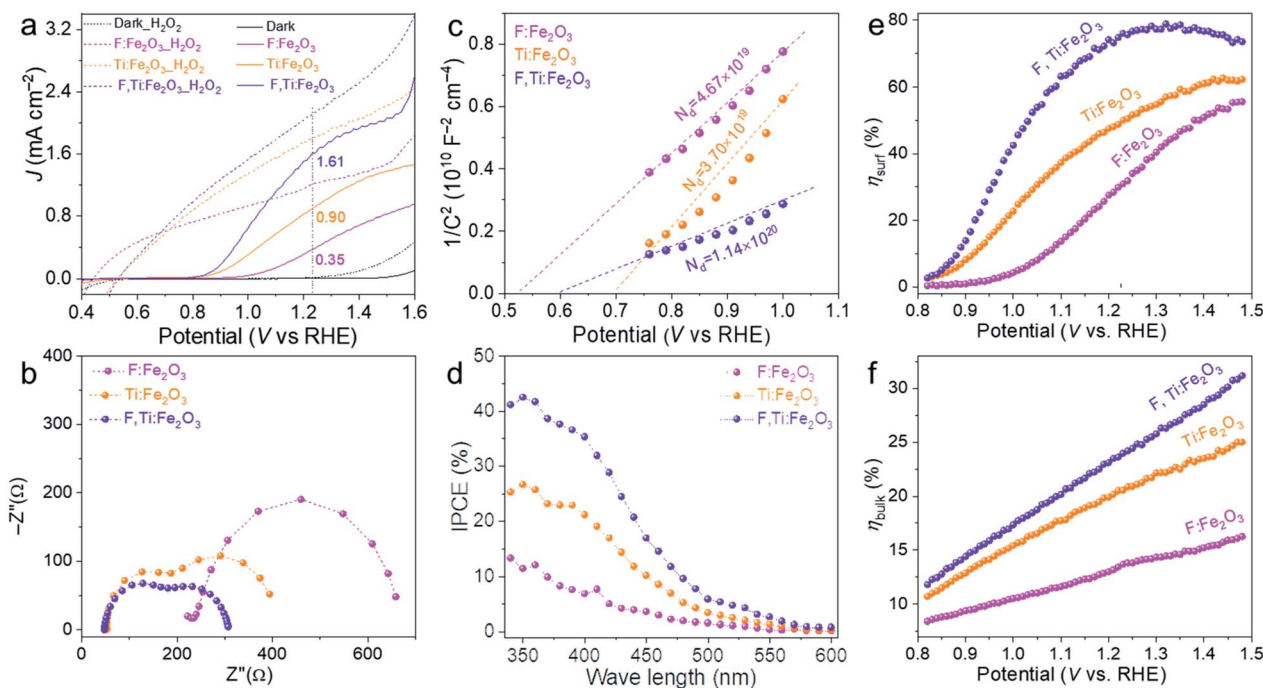 a
J (mA cm⁻²)
3.2
2.4
1.6
0.8
0.0
Dark_H₂O₂
F:Fe₂O₃_H₂O₂
Ti:Fe₂O₃_H₂O₂
F,Ti:Fe₂O₃_H₂O₂
Dark
F:Fe₂O₃
Ti:Fe₂O₃
F,Ti:Fe₂O₃
1.61
0.90
0.35
0.4 0.6 0.8 1.0 1.2 1.4 1.6
Potential (V vs RHE)
c
1/C² (10¹⁰ F⁻² cm⁻⁴)
0.8
0.6
0.4
0.2
0.0
F:Fe₂O₃
Ti:Fe₂O₃
F,Ti:Fe₂O₃
N_d=4.67×10¹⁹
N_d=3.70×10¹⁹
N_d=1.14×10²⁰
0.5 0.6 0.7 0.8 0.9 1.0 1.1
Potential (V vs RHE)
e
η_surf (%)
80
60
40
20
0
F, Ti:Fe₂O₃
Ti:Fe₂O₃
F:Fe₂O₃
0.8 0.9 1.0 1.1 1.2 1.3 1.4 1.5
Potential (V vs. RHE)
b
−Z"(Ω)
400
300
200
100
0
F:Fe₂O₃
Ti:Fe₂O₃
F,Ti:Fe₂O₃
0 200 400 600
Z"(Ω)
d
IPCE (%)
50
40
30
20
10
0
F:Fe₂O₃
Ti:Fe₂O₃
F,Ti:Fe₂O₃
350 400 450 500 550 600
Wave length (nm)
f
η_bulk (%)
30
25
20
15
10
F, Ti:Fe₂O₃
Ti:Fe₂O₃
F:Fe₂O₃
0.8 0.9 1.0 1.1 1.2 1.3 1.4 1.5
Potential (V vs. RHE)